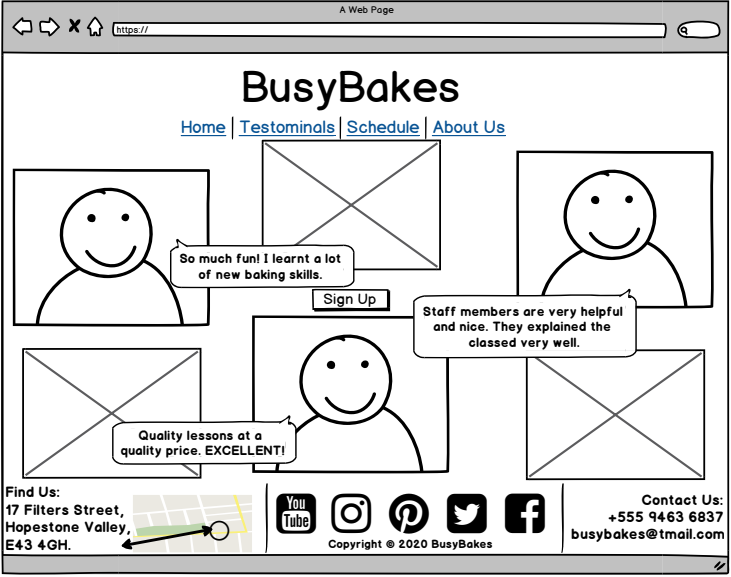 A Web Page
https://
BusyBakes
Home | Testominals | Schedule | About Us
So much fun! I learnt a lot
of new baking skills.
Sign Up
Staff members are very helpful
and nice. They explained the
classed very well.
Quality lessons at a
quality price. EXCELLENT!
Find Us:
17 Filters Street,
Hopestone Valley,
E43 4GH.
You
Tube
Copyright © 2020 BusyBakes
Contact Us:
+555 9463 6837
busybakes@tmail.com